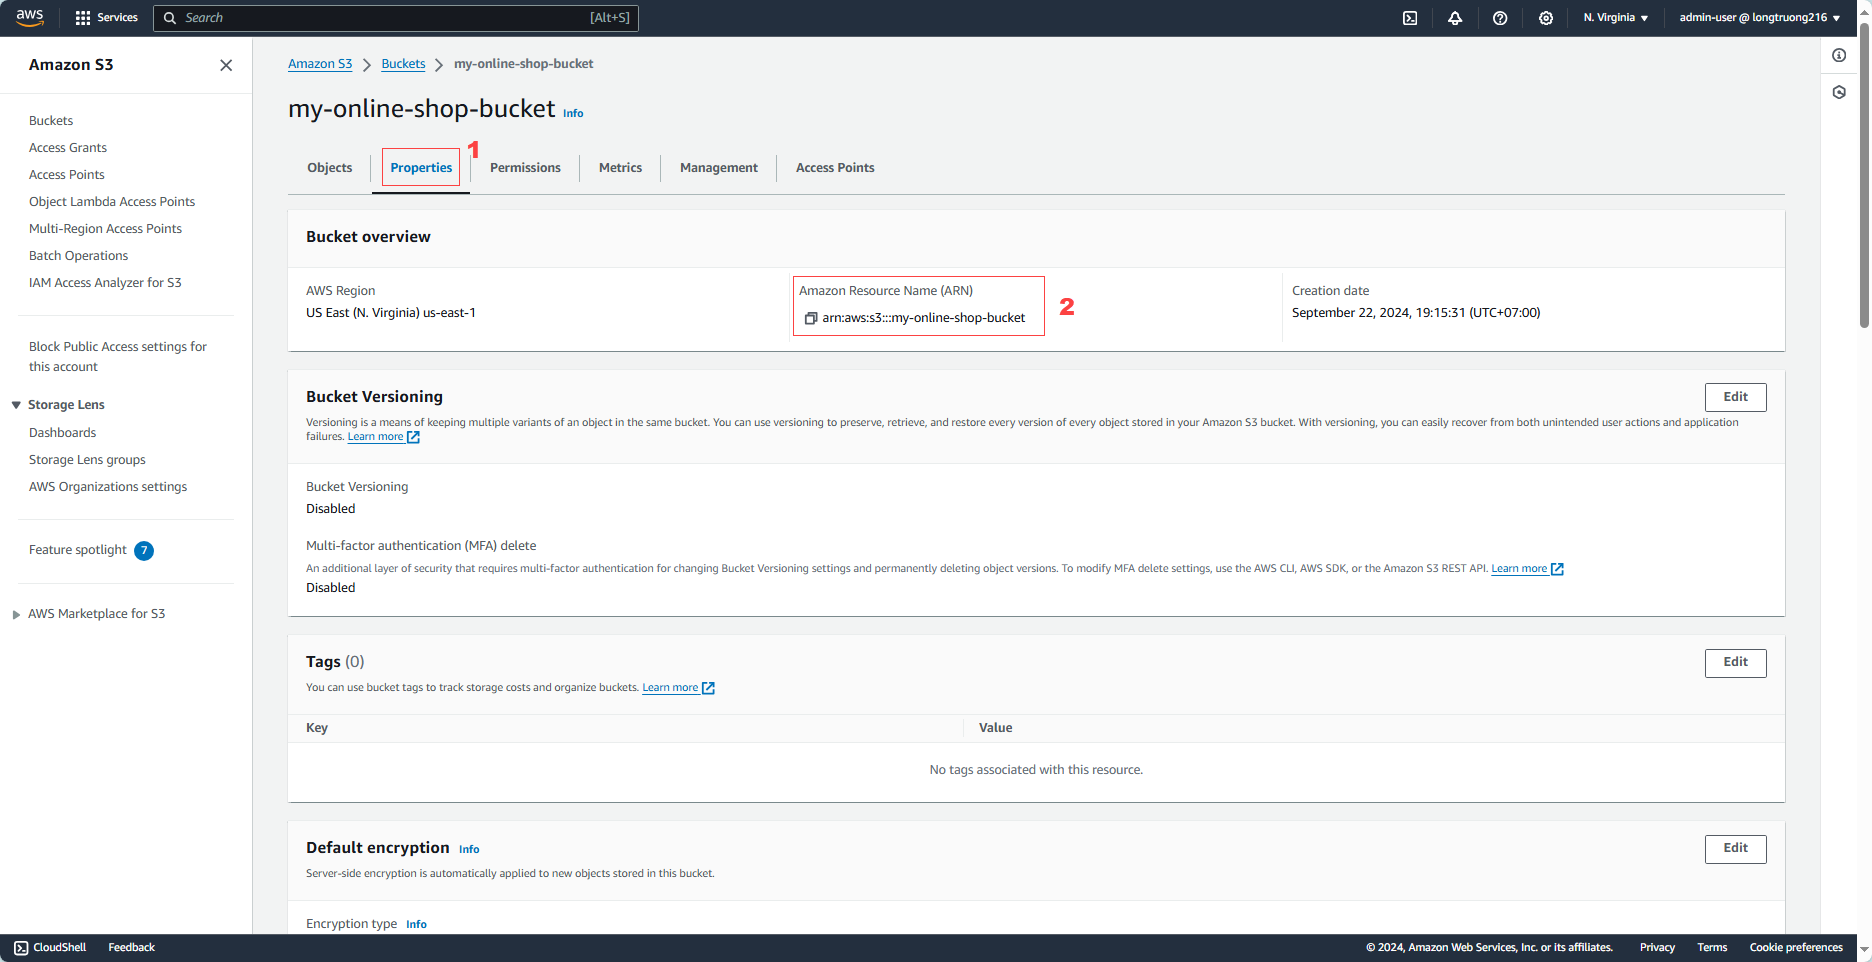 aws Services Search [Alt+S] N. Virginia admin-user @ longtruong216
Amazon S3
Buckets
Access Grants
Access Points
Object Lambda Access Points
Multi-Region Access Points
Batch Operations
IAM Access Analyzer for S3
Block Public Access settings for
this account
Storage Lens
Dashboards
Storage Lens groups
AWS Organizations settings
Feature spotlight 7
AWS Marketplace for S3
Amazon S3 Buckets my-online-shop-bucket
my-online-shop-bucket Info
Objects Properties 1 Permissions Metrics Management Access Points
Bucket overview
AWS Region
US East (N. Virginia) us-east-1
Amazon Resource Name (ARN)
arn:aws:s3:::my-online-shop-bucket
2
Creation date
September 22, 2024, 19:15:31 (UTC+07:00)
Bucket Versioning Edit
Versioning is a means of keeping multiple variants of an object in the same bucket. You can use versioning to preserve, retrieve, and restore every version of every object stored in your Amazon S3 bucket. With versioning, you can easily recover from both unintended user actions and application
failures. Learn more
Bucket Versioning
Disabled
Multi-factor authentication (MFA) delete
An additional layer of security that requires multi-factor authentication for changing Bucket Versioning settings and permanently deleting object versions. To modify MFA delete settings, use the AWS CLI, AWS SDK, or the Amazon S3 REST API. Learn more
Disabled
Tags (0) Edit
You can use bucket tags to track storage costs and organize buckets. Learn more
Key Value
No tags associated with this resource.
Default encryption Info Edit
Server-side encryption is automatically applied to new objects stored in this bucket.
Encryption type Info
CloudShell Feedback © 2024, Amazon Web Services, Inc. or its affiliates. Privacy Terms Cookie preferences